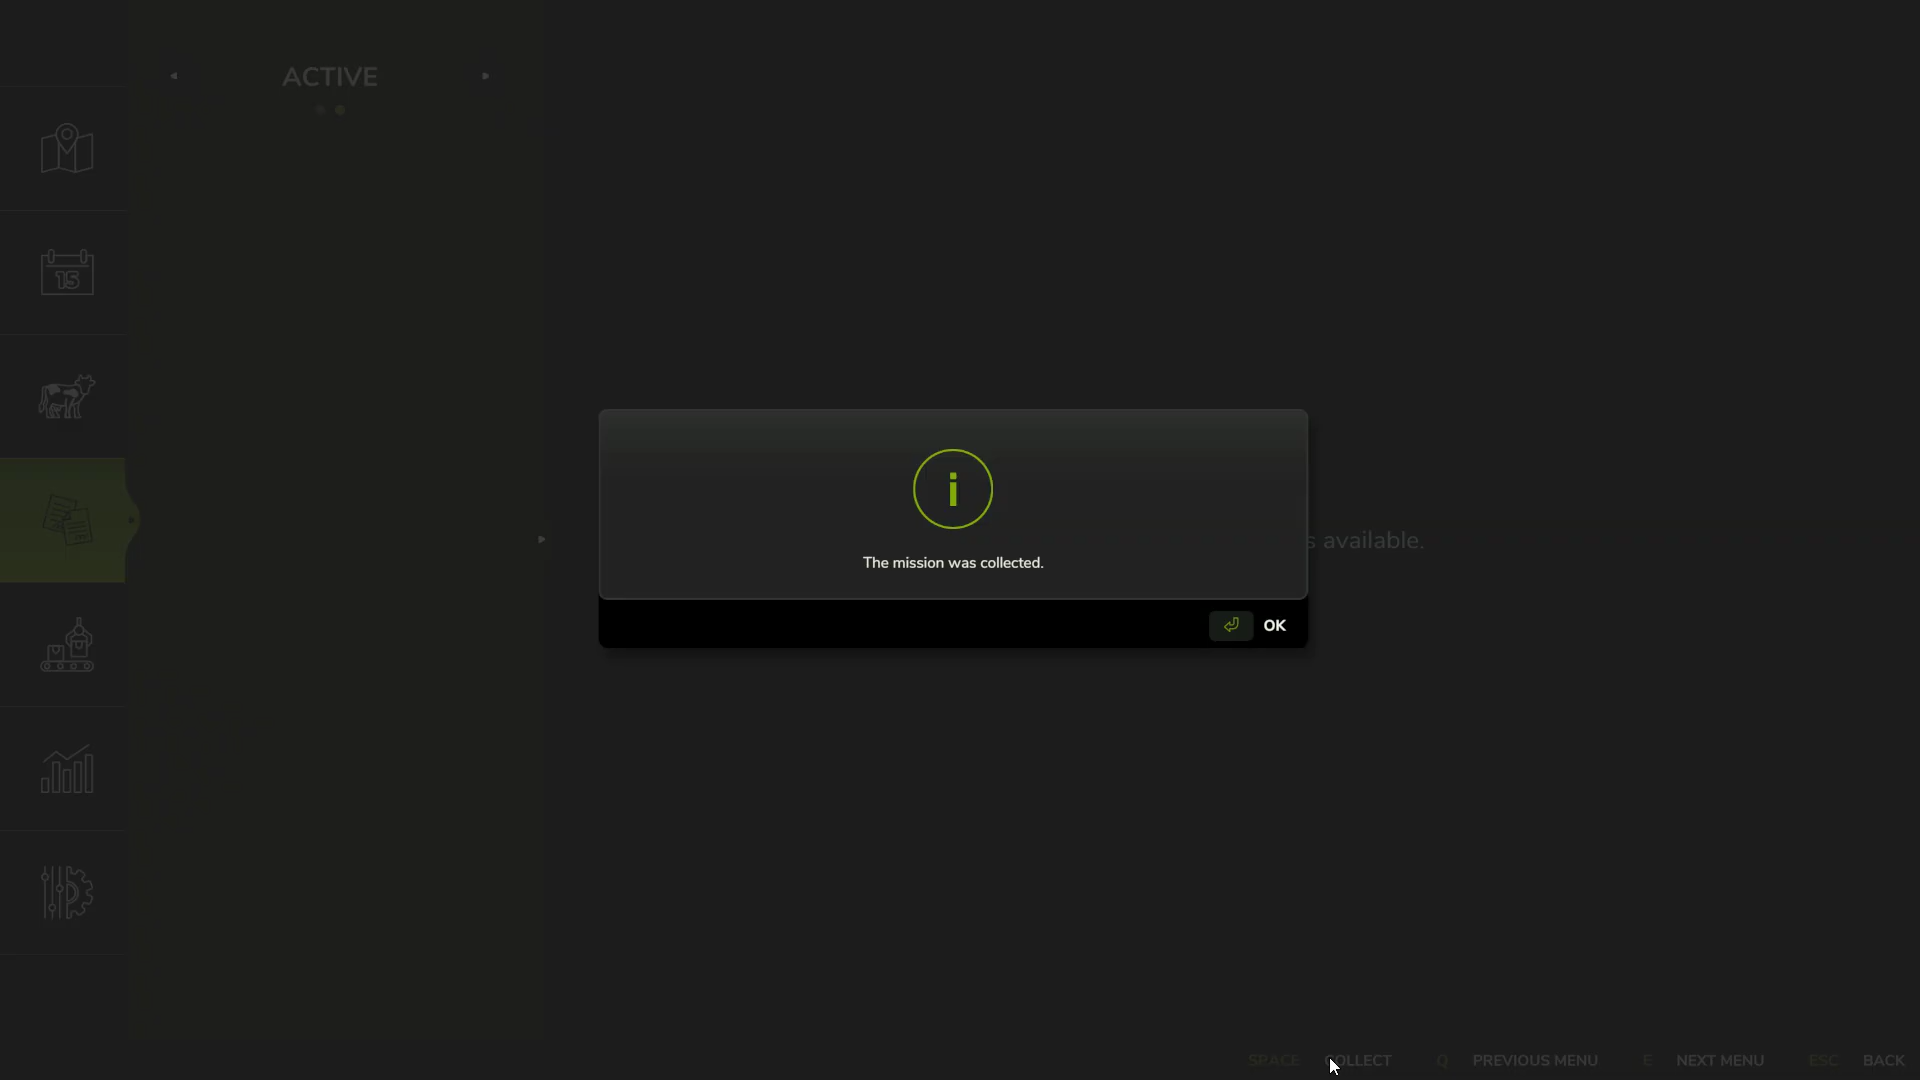 ACTIVE
15
s available.
The mission was collected.
OK
SPACE COLLECT Q PREVIOUS MENU E NEXT MENU ESC BACK